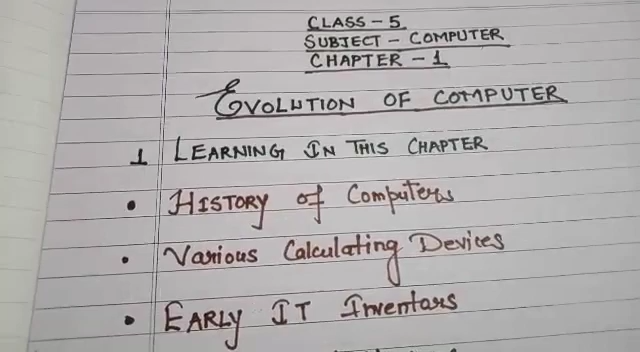 CLASS - 5
SUBJECT - COMPUTER
CHAPTER - 1
EVOLUTION OF COMPUTER
1 LEARNING IN THIS CHAPTER
• HISTORY of Computers
• Various Calculating Devices
• EARLY IT Inventars